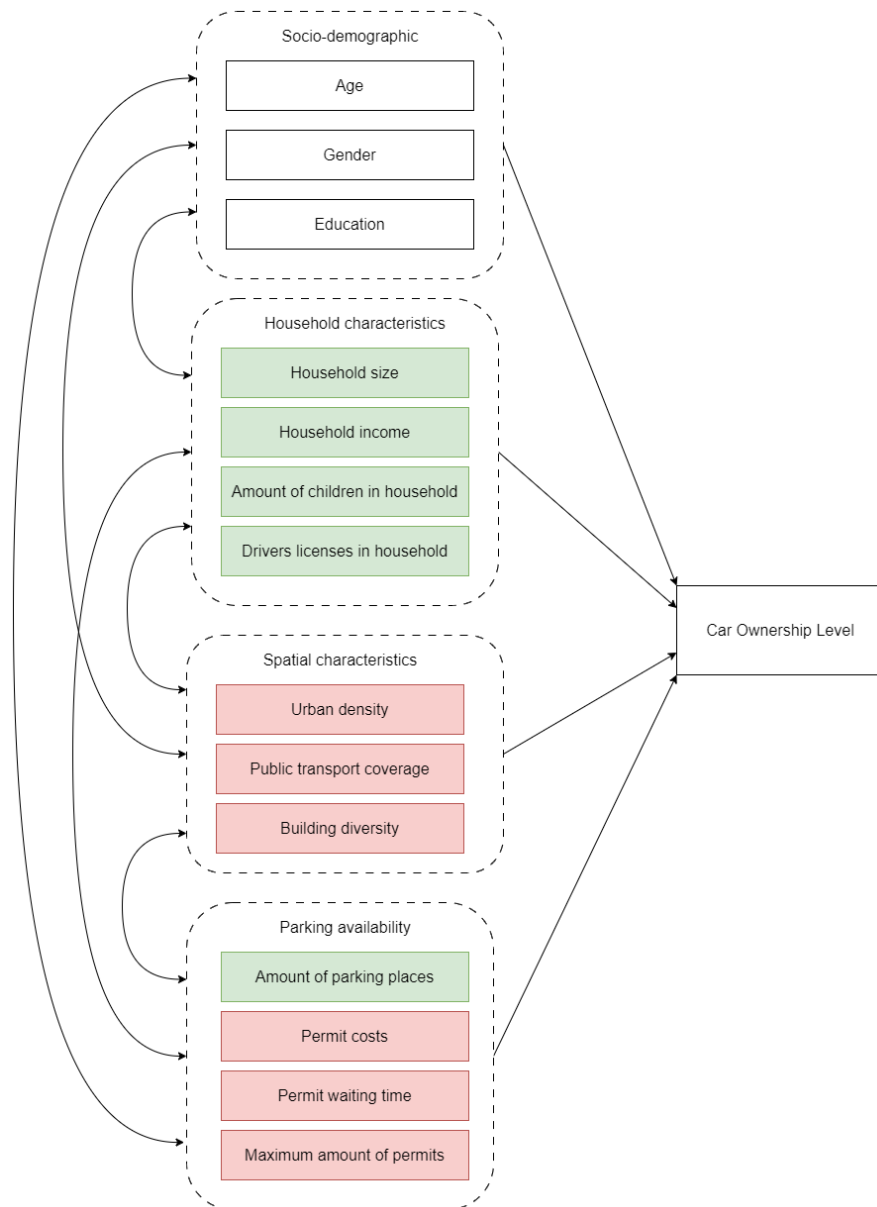 Socio-demographic
Age
Gender
Education
Household characteristics
Household size
Household income
Amount of children in household
Drivers licenses in household
Car Ownership Level
Spatial characteristics
Urban density
Public transport coverage
Building diversity
Parking availability
Amount of parking places
Permit costs
Permit waiting time
Maximum amount of permits